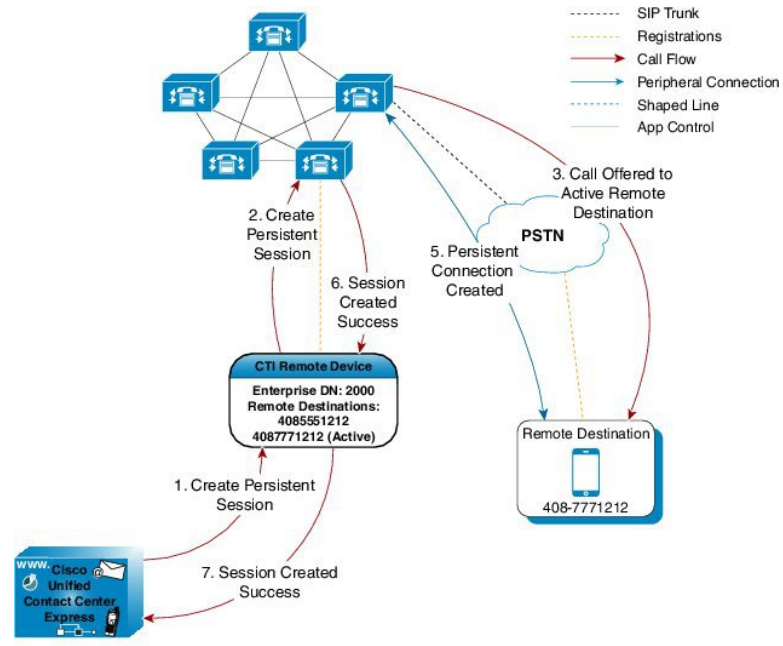 SIP Trunk
Registrations
Call Flow
Peripheral Connection
Shaped Line
App Control
3. Call Offered to
Active Remote
Destination
2. Create
Persistent
Session
PSTN
5. Persistent
Connection
Created
6. Session
Created
Success
CTI Remote Device
Enterprise DN: 2000
Remote Destinations:
4085551212
4087771212 (Active)
Remote Destination
408-7771212
1. Create Persistent
Session
7. Session Created
Success
www.
@
Cisco
Unified
Contact Center
Express